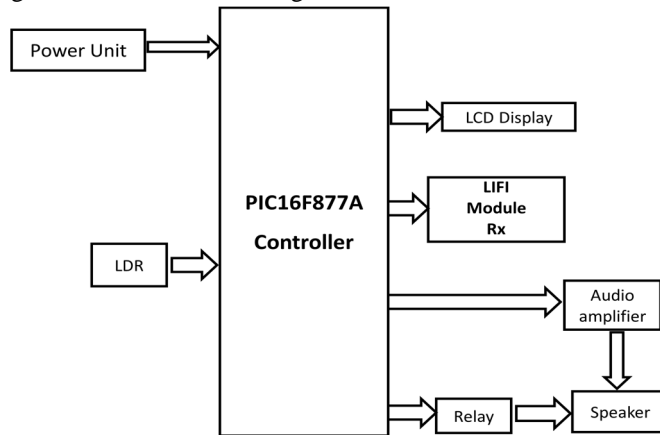 Power Unit
LCD Display
PIC16F877A
Controller
LIFI
Module
Rx
LDR
Audio
amplifier
Relay
Speaker